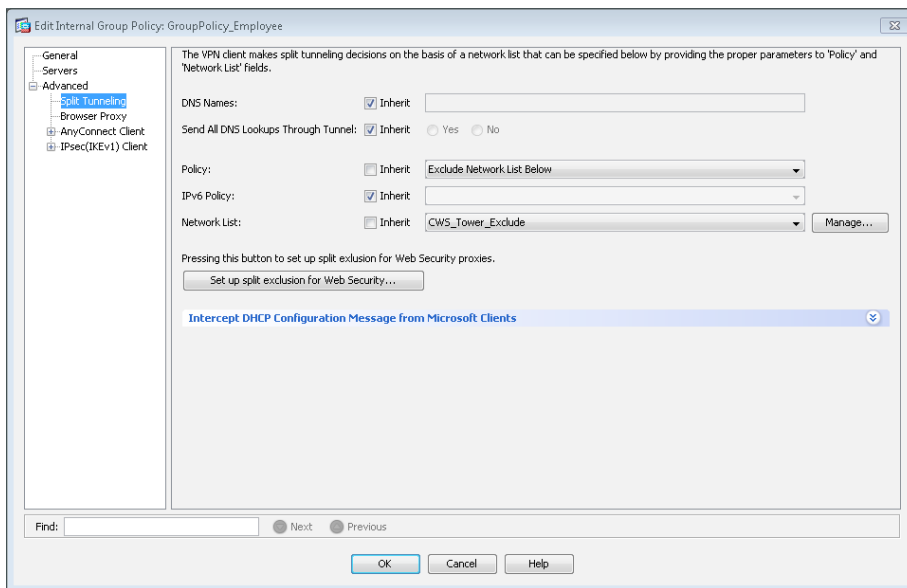 Edit Internal Group Policy: GroupPolicy_Employee
General
Servers
Advanced
Split Tunneling
Browser Proxy
AnyConnect Client
IPsec(IKEv1) Client
The VPN client makes split tunneling decisions on the basis of a network list that can be specified below by providing the proper parameters to 'Policy' and
'Network List' fields.
DNS Names: Inherit
Send All DNS Lookups Through Tunnel: Inherit Yes No
Policy: Inherit Exclude Network List Below
IPv6 Policy: Inherit
Network List: Inherit CWS_Tower_Exclude Manage...
Pressing this button to set up split exlusion for Web Security proxies.
Set up split exclusion for Web Security...
Intercept DHCP Configuration Message from Microsoft Clients
Find: Next Previous
OK Cancel Help